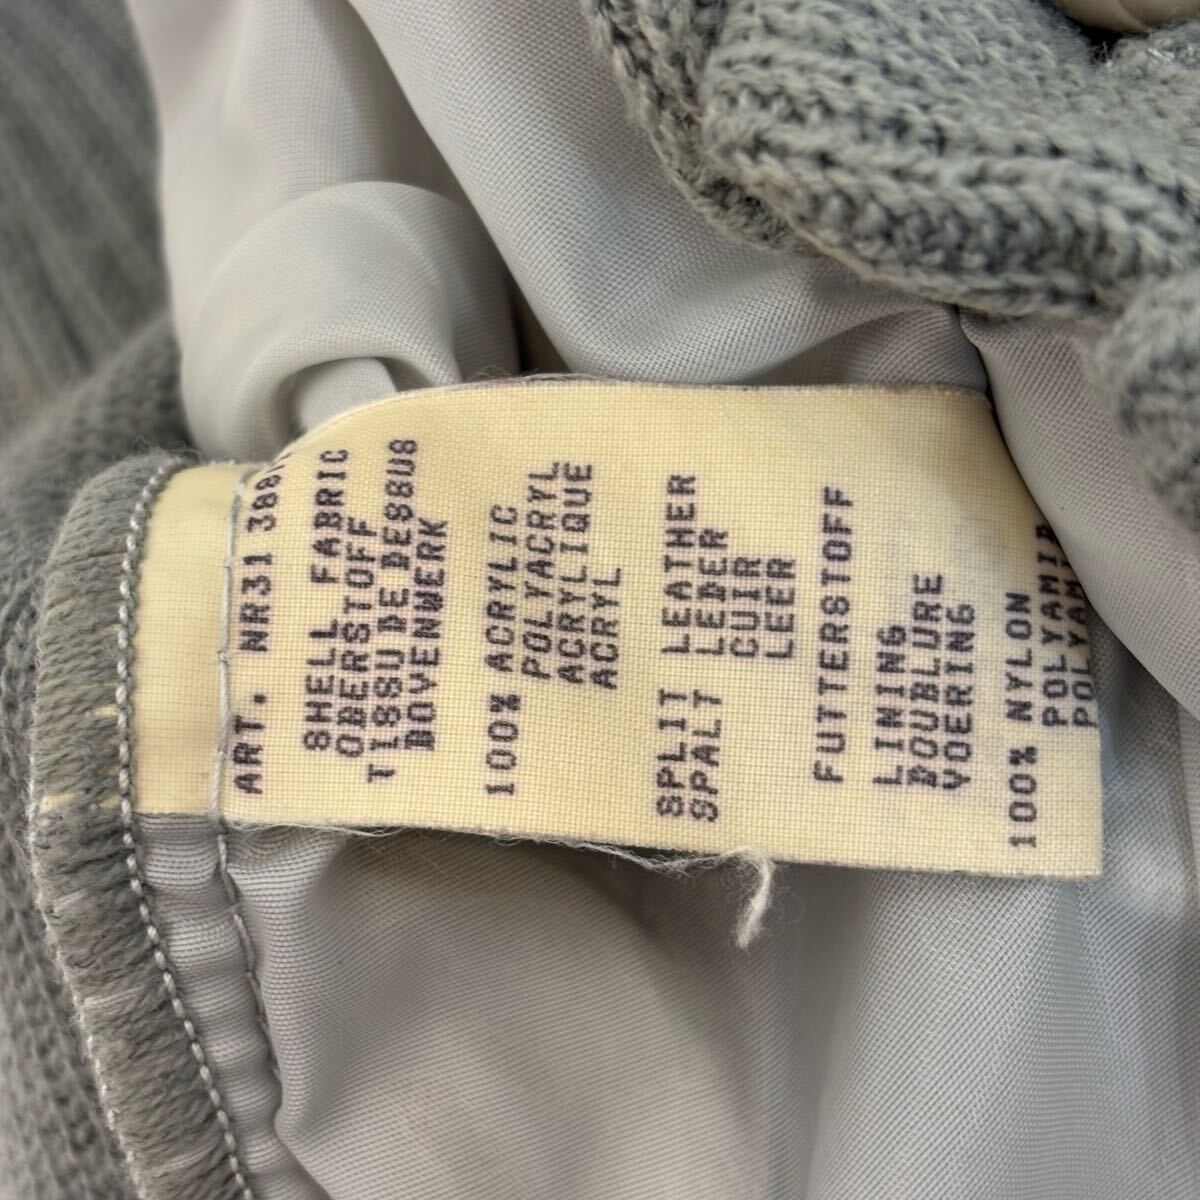 ART. NR31
SHELL FABRIC
OBERSTOFF
TISSU DE DESSUS
BOVENWERK
100% ACRYLIC
POLYACRYL
ACRYLIQUE
ACRYL
SPLIT LEATHER
SPALT LEDER
CUIR
LEER
FUTTERSTOFF
LINING
DOUBLURE
VOERING
100% NYLON
POLYAMID